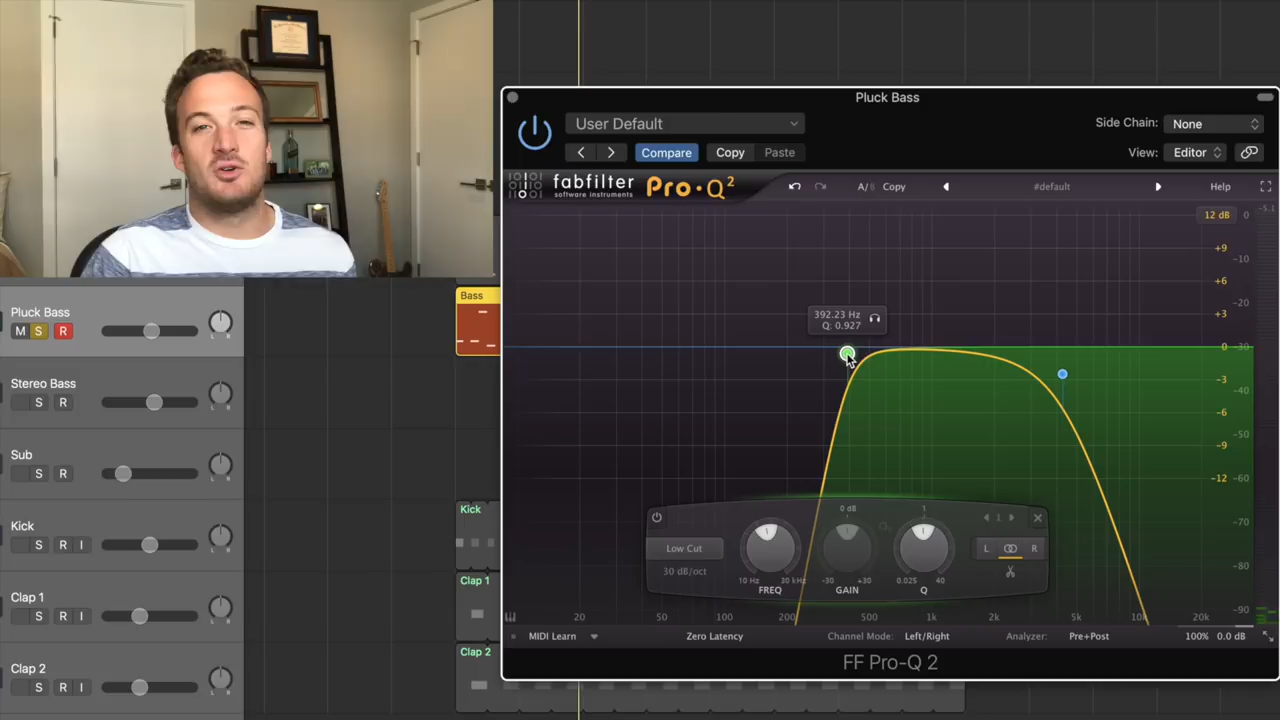 Pluck Bass
Side Chain: None
User Default
Compare Copy Paste
View: Editor
fabfilter
software instruments
Pro·Q²
A/B Copy
#default
Help
12 dB 0
+9
-10
+6
-20
+3
0 -30
-3
-40
-6
-50
-9
-12 -60
-70
-80
-90
392.23 Hz
Q: 0.927
Low Cut
30 dB/oct
0 dB
1
1
L R
10 Hz 30 kHz
-30 +30
0.025 40
FREQ GAIN Q
20 50 100 200 500 1k 2k 5k 10k 20k
MIDI Learn
Zero Latency
Channel Mode: Left/Right
Analyzer: Pre+Post
100% 0.0 dB
FF Pro-Q 2
Pluck Bass
M S R
L R
Bass
Stereo Bass
S R
L R
Sub
S R
L R
Kick
S R I
L R
Kick
Clap 1
S R I
L R
Clap 1
Clap 2
S R I
L R
Clap 2